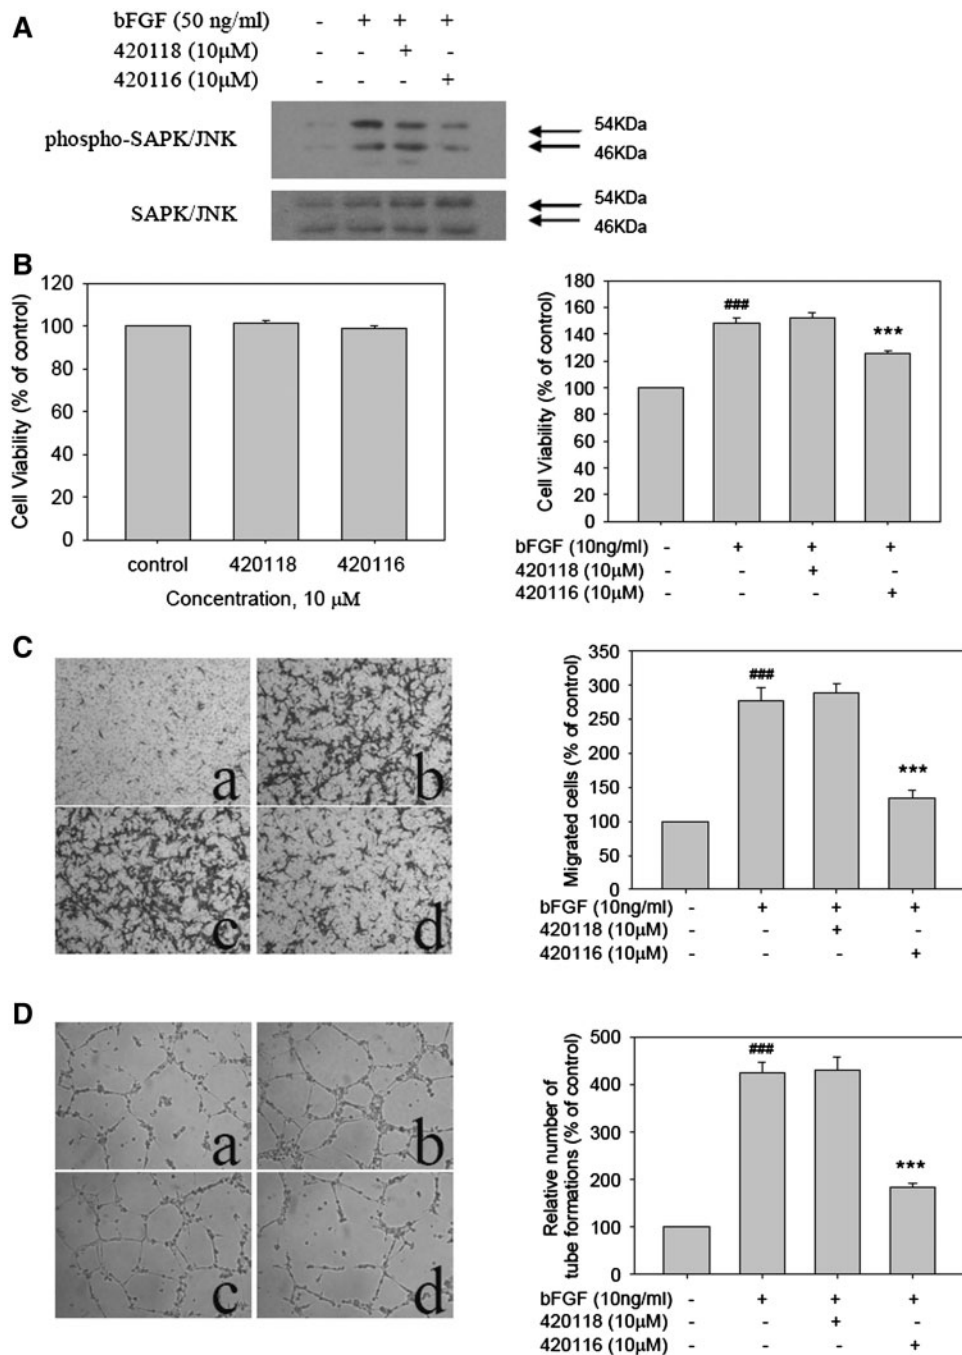 A
bFGF (50 ng/ml) - + + +
420118 (10μM) - - + -
420116 (10μM) - - - +
phospho-SAPK/JNK
54KDa
46KDa
SAPK/JNK
54KDa
46KDa
B
Cell Viability (% of control)
120
100
80
60
40
20
0
control 420118 420116
Concentration, 10 μM
Cell Viability (% of control)
180
160
140
120
100
80
60
40
20
0
###
***
bFGF (10ng/ml) - + + +
420118 (10μM) - - + -
420116 (10μM) - - - +
C
a b
c d
Migrated cells (% of control)
350
300
250
200
150
100
50
0
###
***
bFGF (10ng/ml) - + + +
420118 (10μM) - - + -
420116 (10μM) - - - +
D
a b
c d
Relative number of
tube formations (% of control)
500
400
300
200
100
0
###
***
bFGF (10ng/ml) - + + +
420118 (10μM) - - + -
420116 (10μM) - - - +